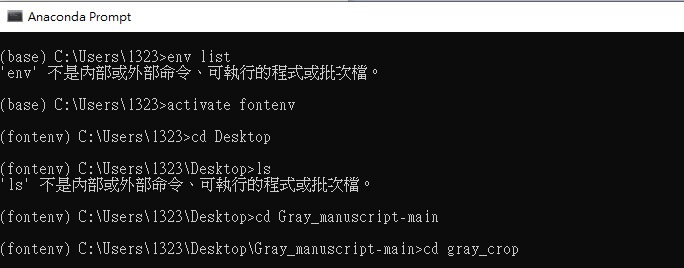 Anaconda Prompt
(base) C:\Users\1323>env list
'env' 不是內部或外部命令、可執行的程式或批次檔。
(base) C:\Users\1323>activate fontenv
(fontenv) C:\Users\1323>cd Desktop
(fontenv) C:\Users\1323\Desktop>ls
'ls' 不是內部或外部命令、可執行的程式或批次檔。
(fontenv) C:\Users\1323\Desktop>cd Gray_manuscript-main
(fontenv) C:\Users\1323\Desktop\Gray_manuscript-main>cd gray_crop